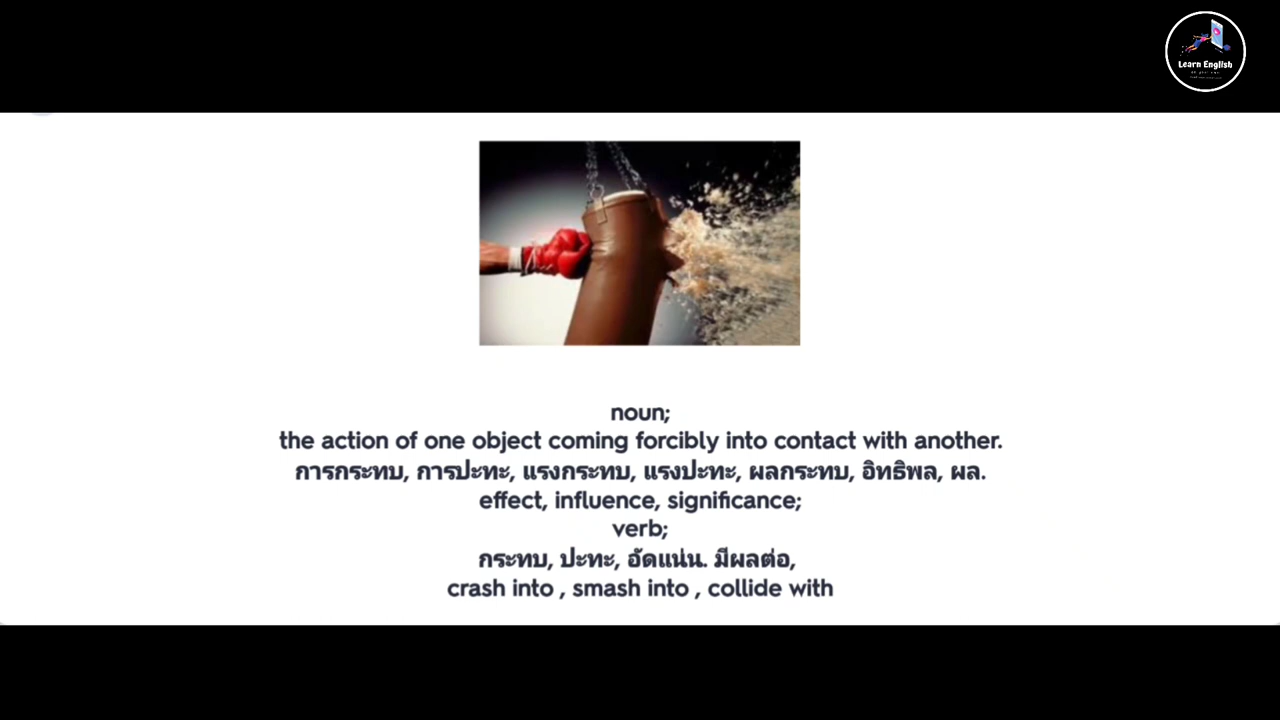 Learn English
noun;
the action of one object coming forcibly into contact with another.
การกระทบ, การปะทะ, แรงกระทบ, แรงปะทะ, ผลกระทบ, อิทธิพล, ผล.
effect, influence, significance;
verb;
กระทบ, ปะทะ, อัดแน่น. มีผลต่อ,
crash into , smash into , collide with